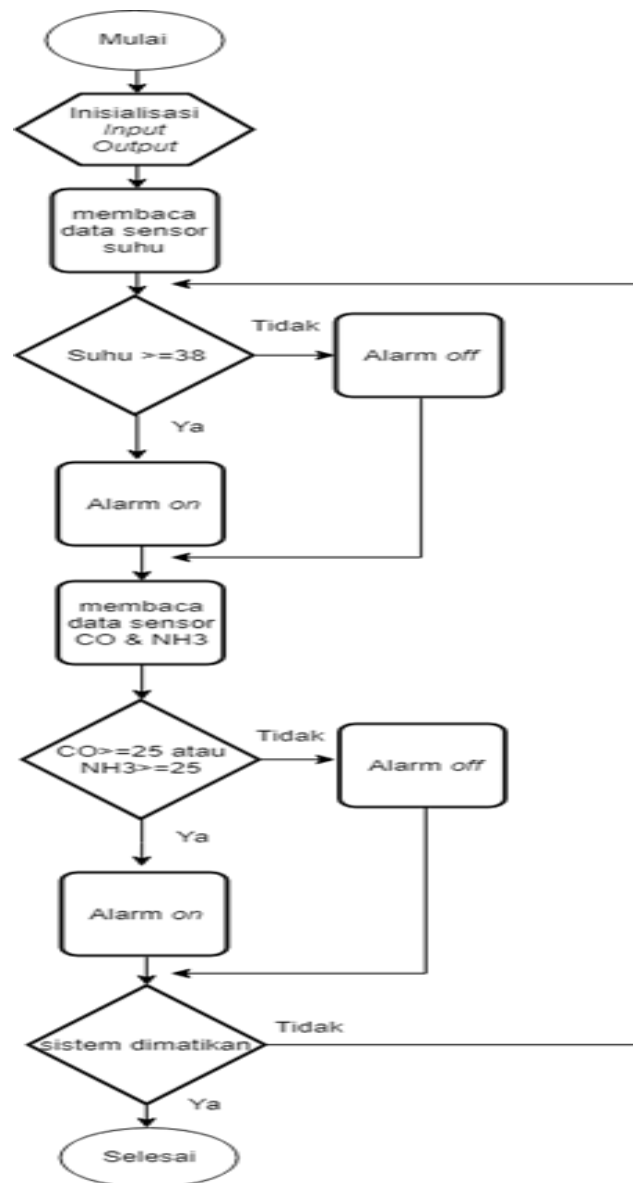 Mulai
Inisialisasi
Input
Output
membaca
data sensor
suhu
Suhu >=38
Tidak
Alarm off
Ya
Alarm on
membaca
data sensor
CO & NH3
CO>=25 atau
NH3>=25
Tidak
Alarm off
Ya
Alarm on
sistem dimatikan
Tidak
Ya
Selesai